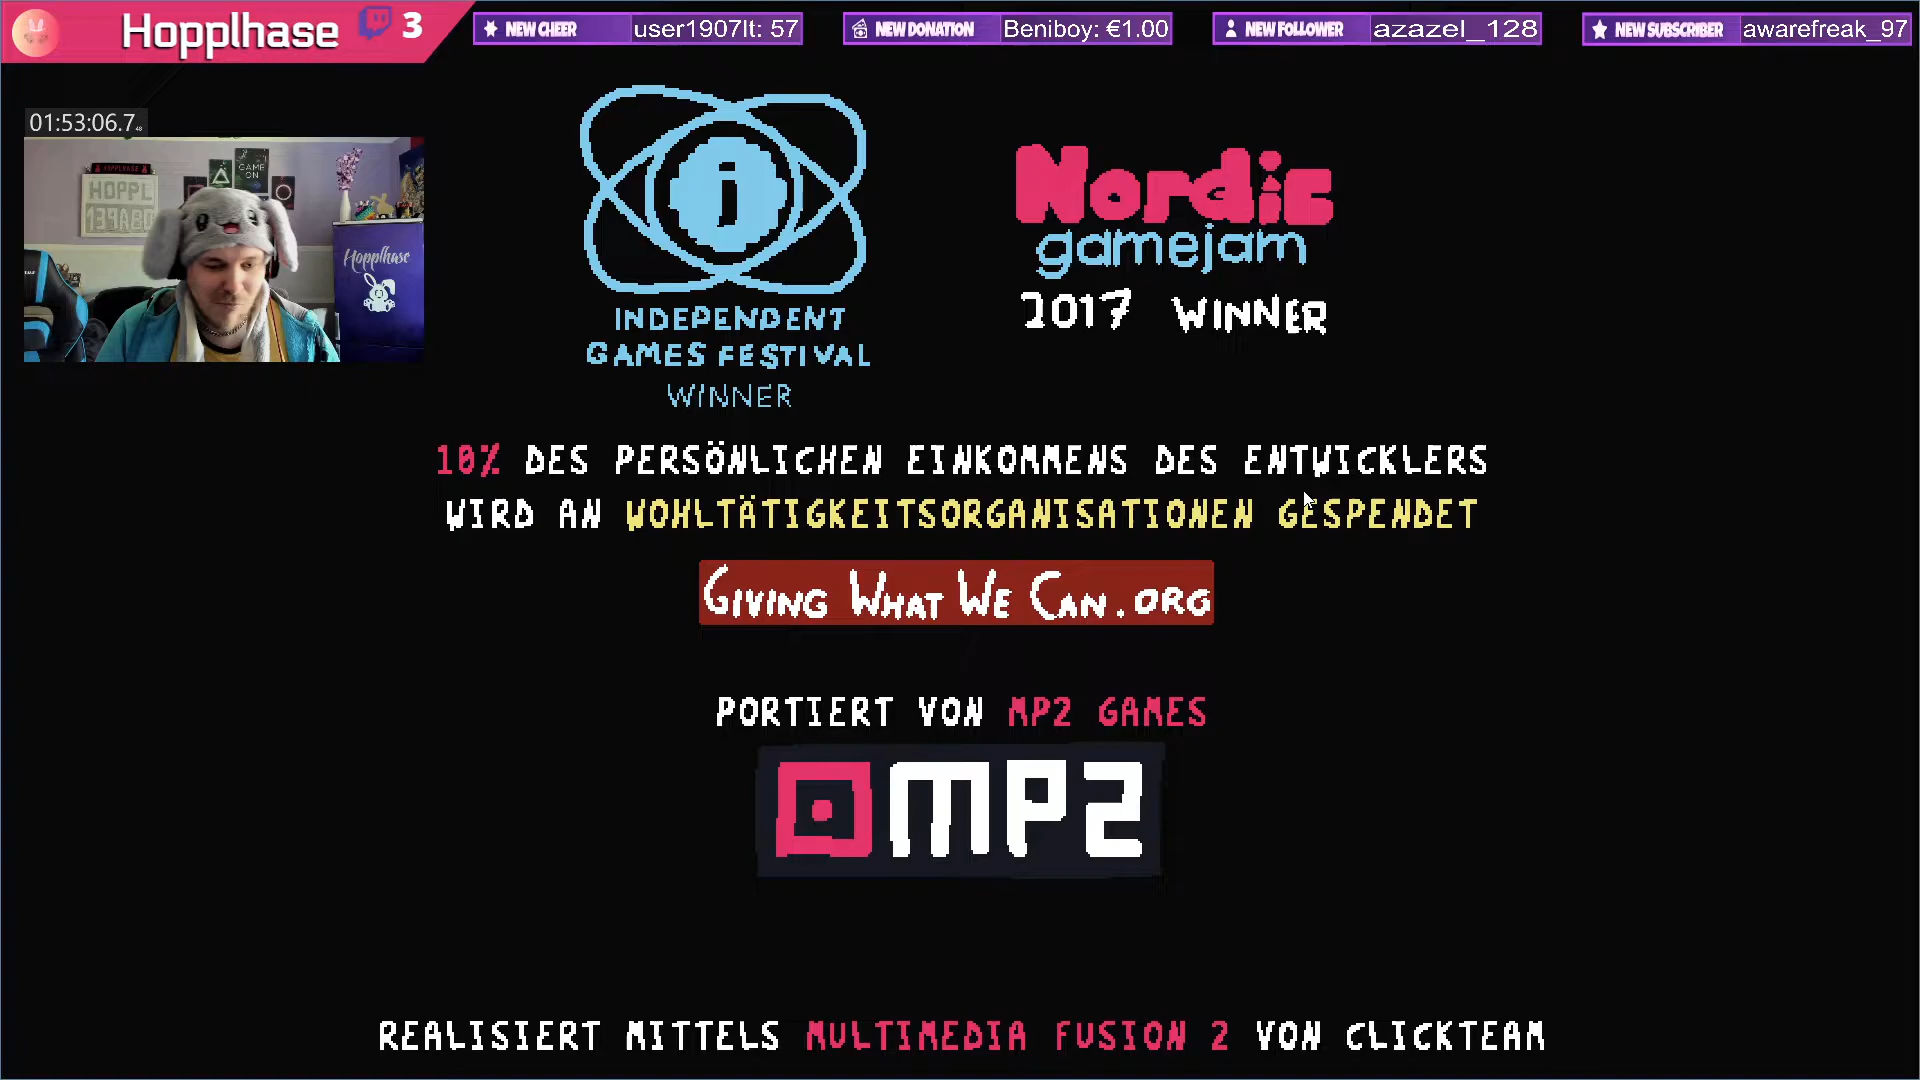 Hopplhase 3
NEW CHEER user1907lt: 57
NEW DONATION Beniboy: €1.00
NEW FOLLOWER azazel_128
NEW SUBSCRIBER awarefreak_97
01:53:06.7
HOPPLHASE
GAME
ON
HOPPL
Hopplhase
j
INDEPENDENT
GAMES FESTIVAL
WINNER
Nordic
gamejam
2017 WINNER
10% DES PERSÖNLICHEN EINKOMMENS DES ENTWICKLERS
WIRD AN WOHLTÄTIGKEITSORGANISATIONEN GESPENDET
GIVING WHAT WE CAN.ORG
PORTIERT VON MP2 GAMES
MP2
REALISIERT MITTELS MULTIMEDIA FUSION 2 VON CLICKTEAM